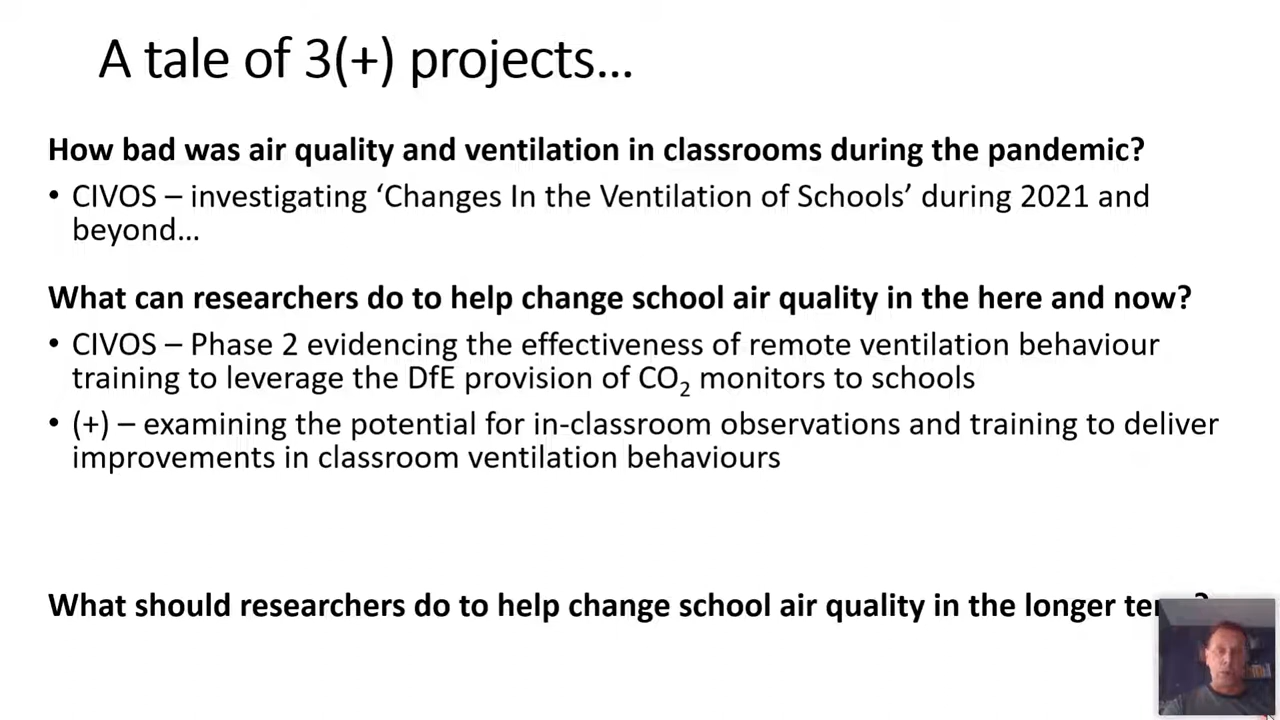 A tale of 3(+) projects…
How bad was air quality and ventilation in classrooms during the pandemic?
• CIVOS – investigating ‘Changes In the Ventilation of Schools’ during 2021 and
beyond…
What can researchers do to help change school air quality in the here and now?
• CIVOS – Phase 2 evidencing the effectiveness of remote ventilation behaviour
training to leverage the DfE provision of CO₂ monitors to schools
• (+) – examining the potential for in-classroom observations and training to deliver
improvements in classroom ventilation behaviours
What should researchers do to help change school air quality in the longer